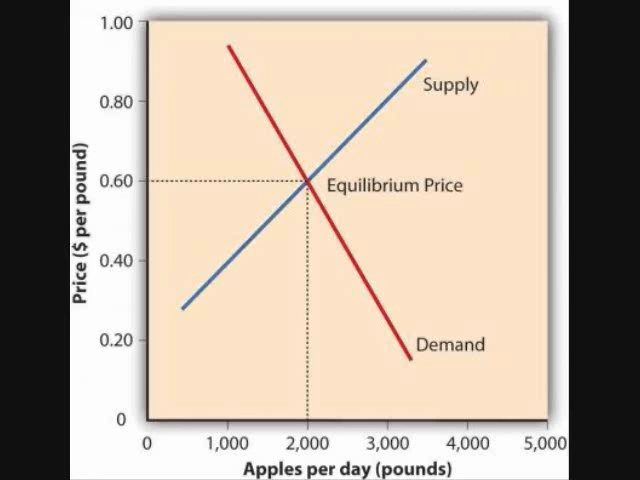 1.00
0.80
Supply
0.60
Equilibrium Price
Price ($ per pound)
0.40
0.20
Demand
0
0 1,000 2,000 3,000 4,000 5,000
Apples per day (pounds)